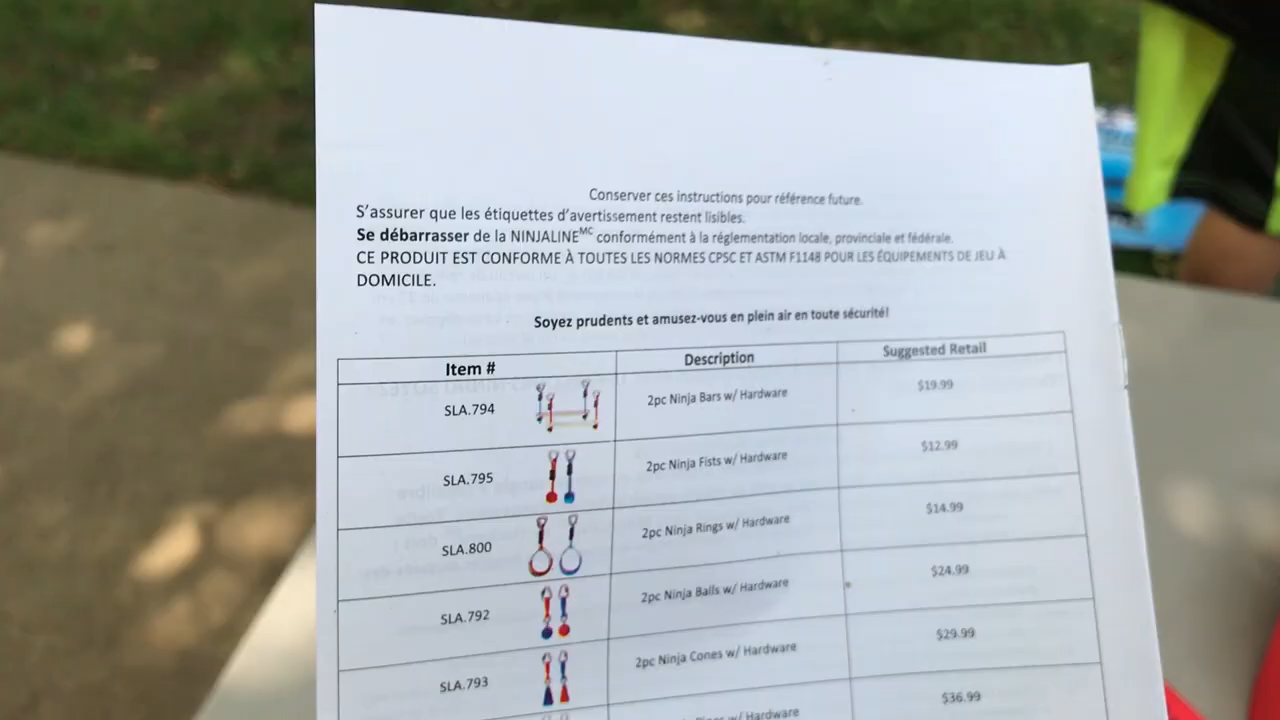 Conserver ces instructions pour référence future.
S'assurer que les étiquettes d'avertissement restent lisibles.
Se débarrasser de la NINJALINE MC conformément à la réglementation locale, provinciale et fédérale.
CE PRODUIT EST CONFORME À TOUTES LES NORMES CPSC ET ASTM F1148 POUR LES ÉQUIPEMENTS DE JEU À
DOMICILE.
Soyez prudents et amusez-vous en plein air en toute sécurité!
Item # Description Suggested Retail
SLA.794 2pc Ninja Bars w/ Hardware $19.99
SLA.795 2pc Ninja Fists w/ Hardware $12.99
SLA.800 2pc Ninja Rings w/ Hardware $14.99
SLA.792 2pc Ninja Balls w/ Hardware $24.99
SLA.793 2pc Ninja Cones w/ Hardware $29.99
w/ Hardware $36.99